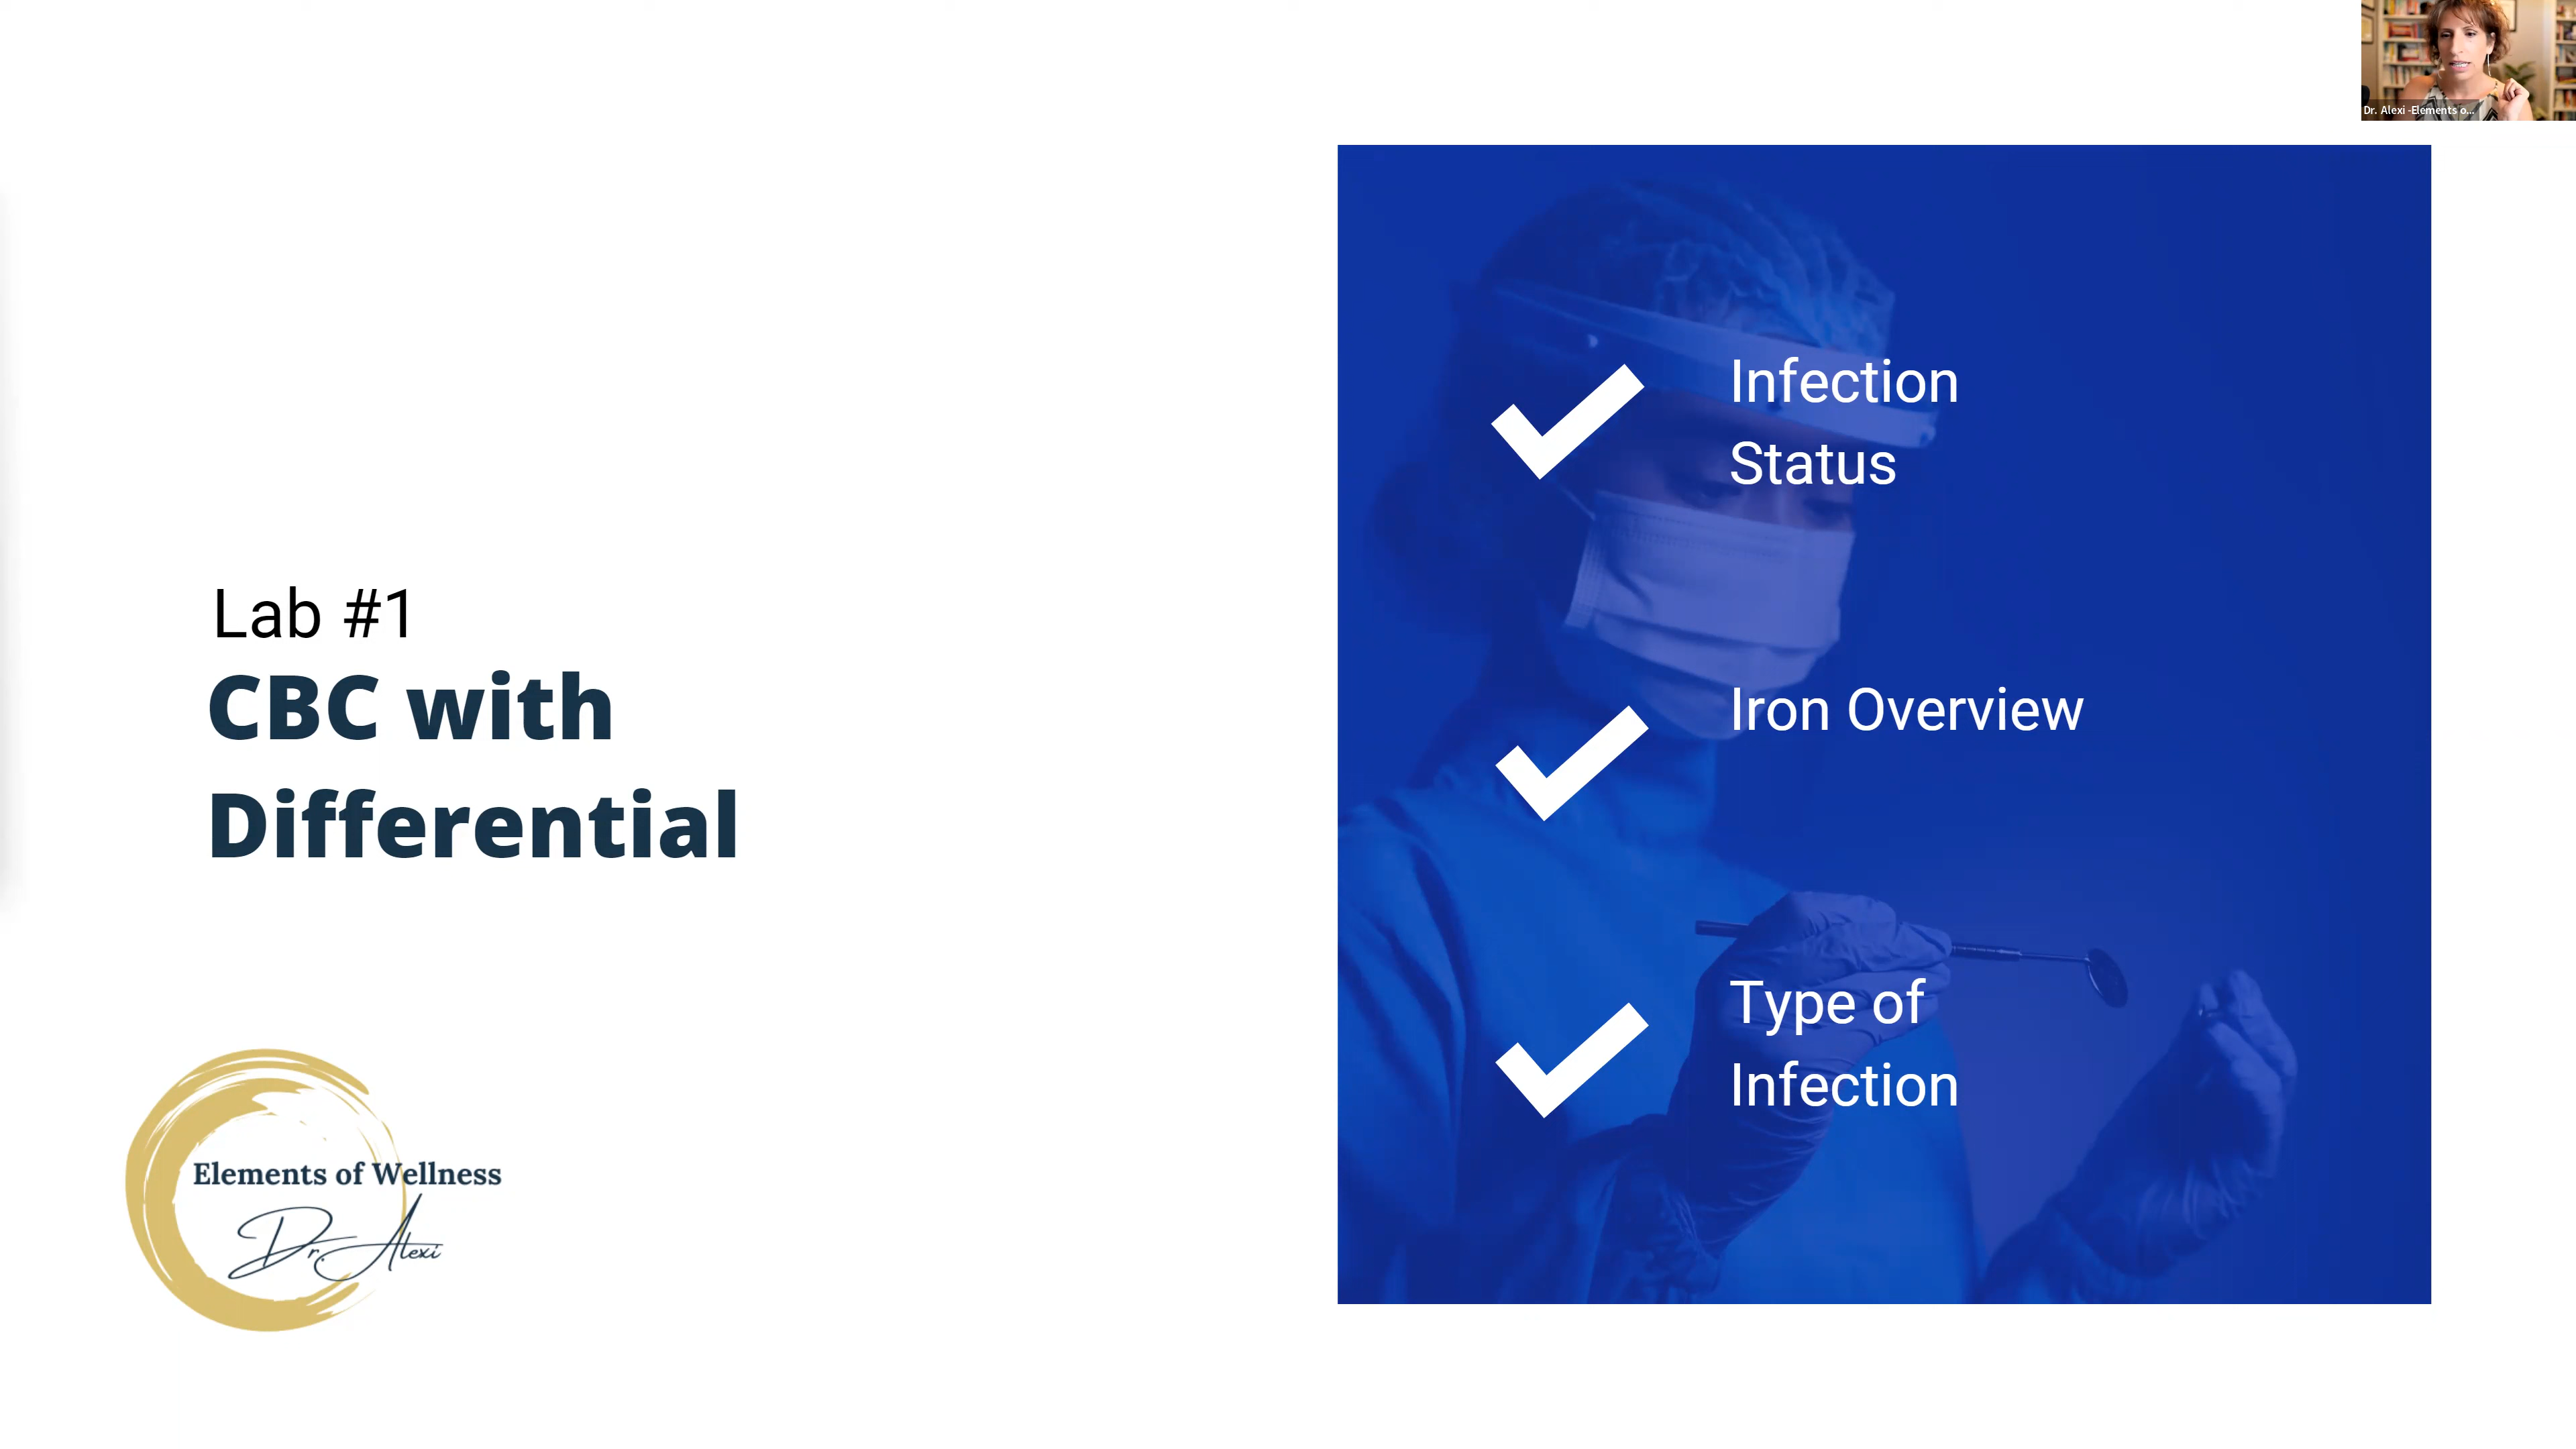 Dr. Alexi -Elements o...
Infection
Status
Lab #1
CBC with
Differential
Iron Overview
Type of
Infection
Elements of Wellness
Dr. Alexi